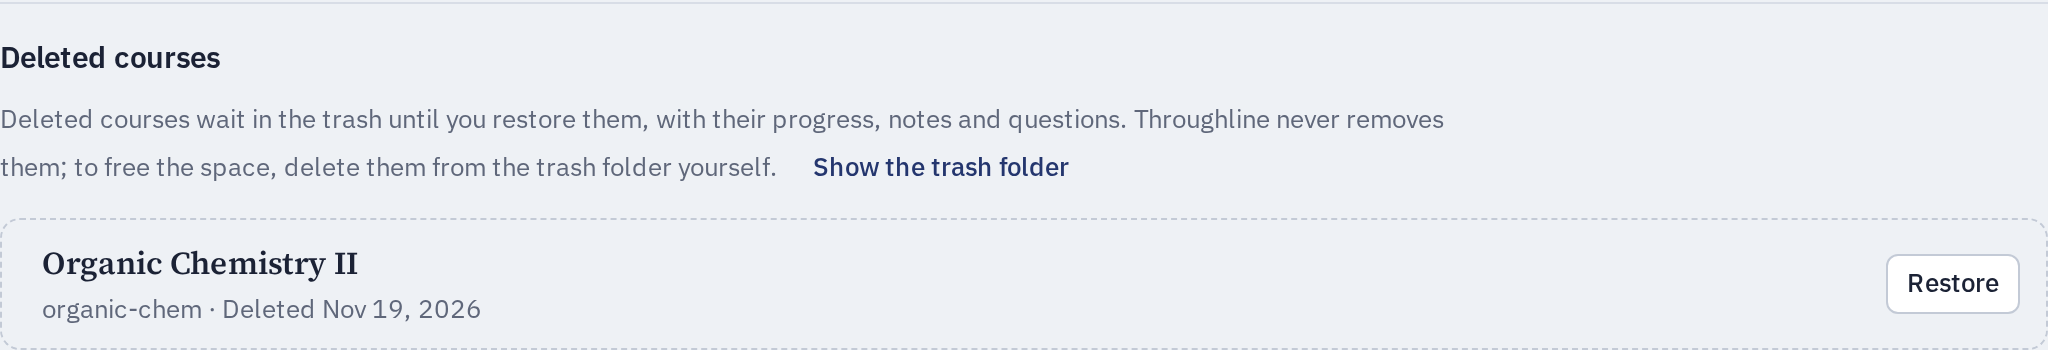 Deleted courses
Deleted courses wait in the trash until you restore them, with their progress, notes and questions. Throughline never removes
them; to free the space, delete them from the trash folder yourself. Show the trash folder
Organic Chemistry II
Restore
organic-chem · Deleted Nov 19, 2026